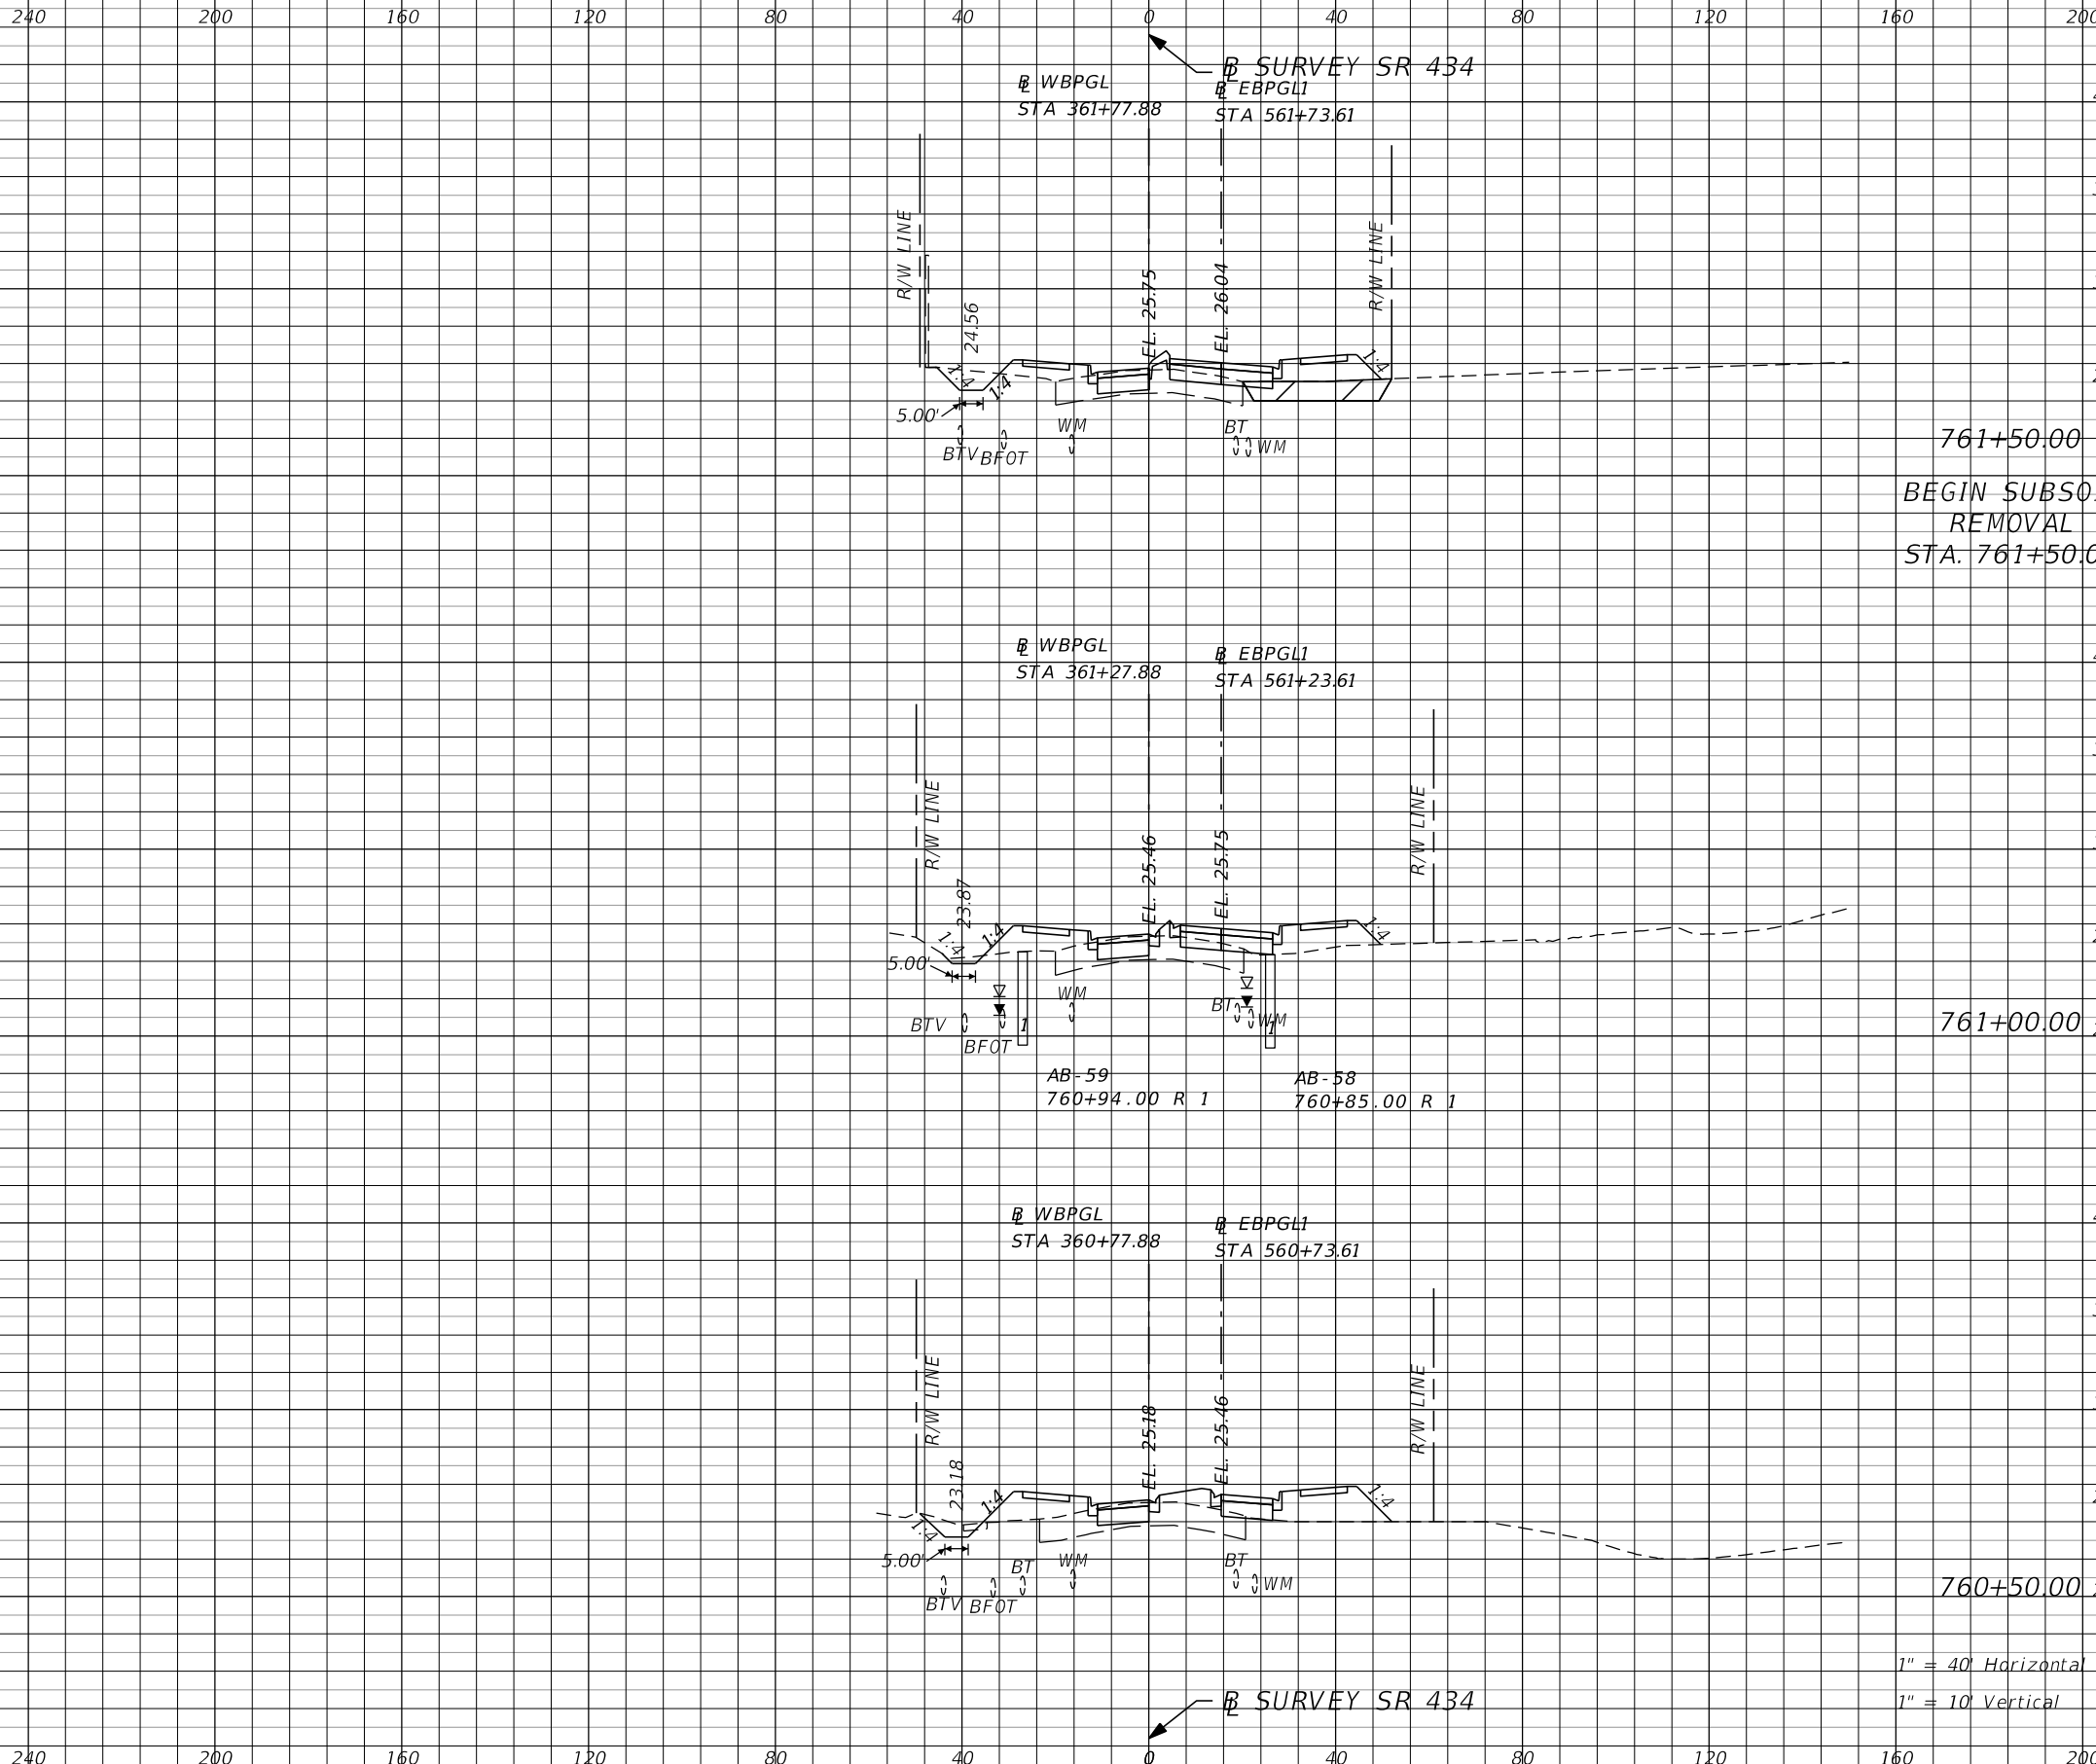 240 200 160 120 80 40 0 40 80 120 160
℄ SURVEY SR 434
℄ WBPGL
STA 361+77.88
℄ EBPGL1
STA 561+73.61
R/W LINE
24.56
EL. 25.75
EL. 26.04
R/W LINE
1:4
1:4
1:4
5.00'
BTV
BFOT
WM
BT
WM
761+50.00
BEGIN
REMOVAL
STA.
℄ WBPGL
STA 361+27.88
℄ EBPGL1
STA 561+23.61
R/W LINE
23.87
EL. 25.46
EL. 25.75
R/W LINE
1:4
1:4
1:4
5.00'
BTV
BFOT
1
WM
BT
WM
1
761+00.00
AB-59
760+94.00 R 1
AB-58
760+85.00 R 1
℄ WBPGL
STA 360+77.88
℄ EBPGL1
STA 560+73.61
R/W LINE
23.18
EL. 25.18
EL. 25.46
R/W LINE
1:4
1:4
1:4
5.00'
BTV
BFOT
BT
WM
BT
WM
760+50.00
1" = 40' Horizontal
1" = 10' Vertical
℄ SURVEY SR 434
240 200 160 120 80 40 0 40 80 120 160